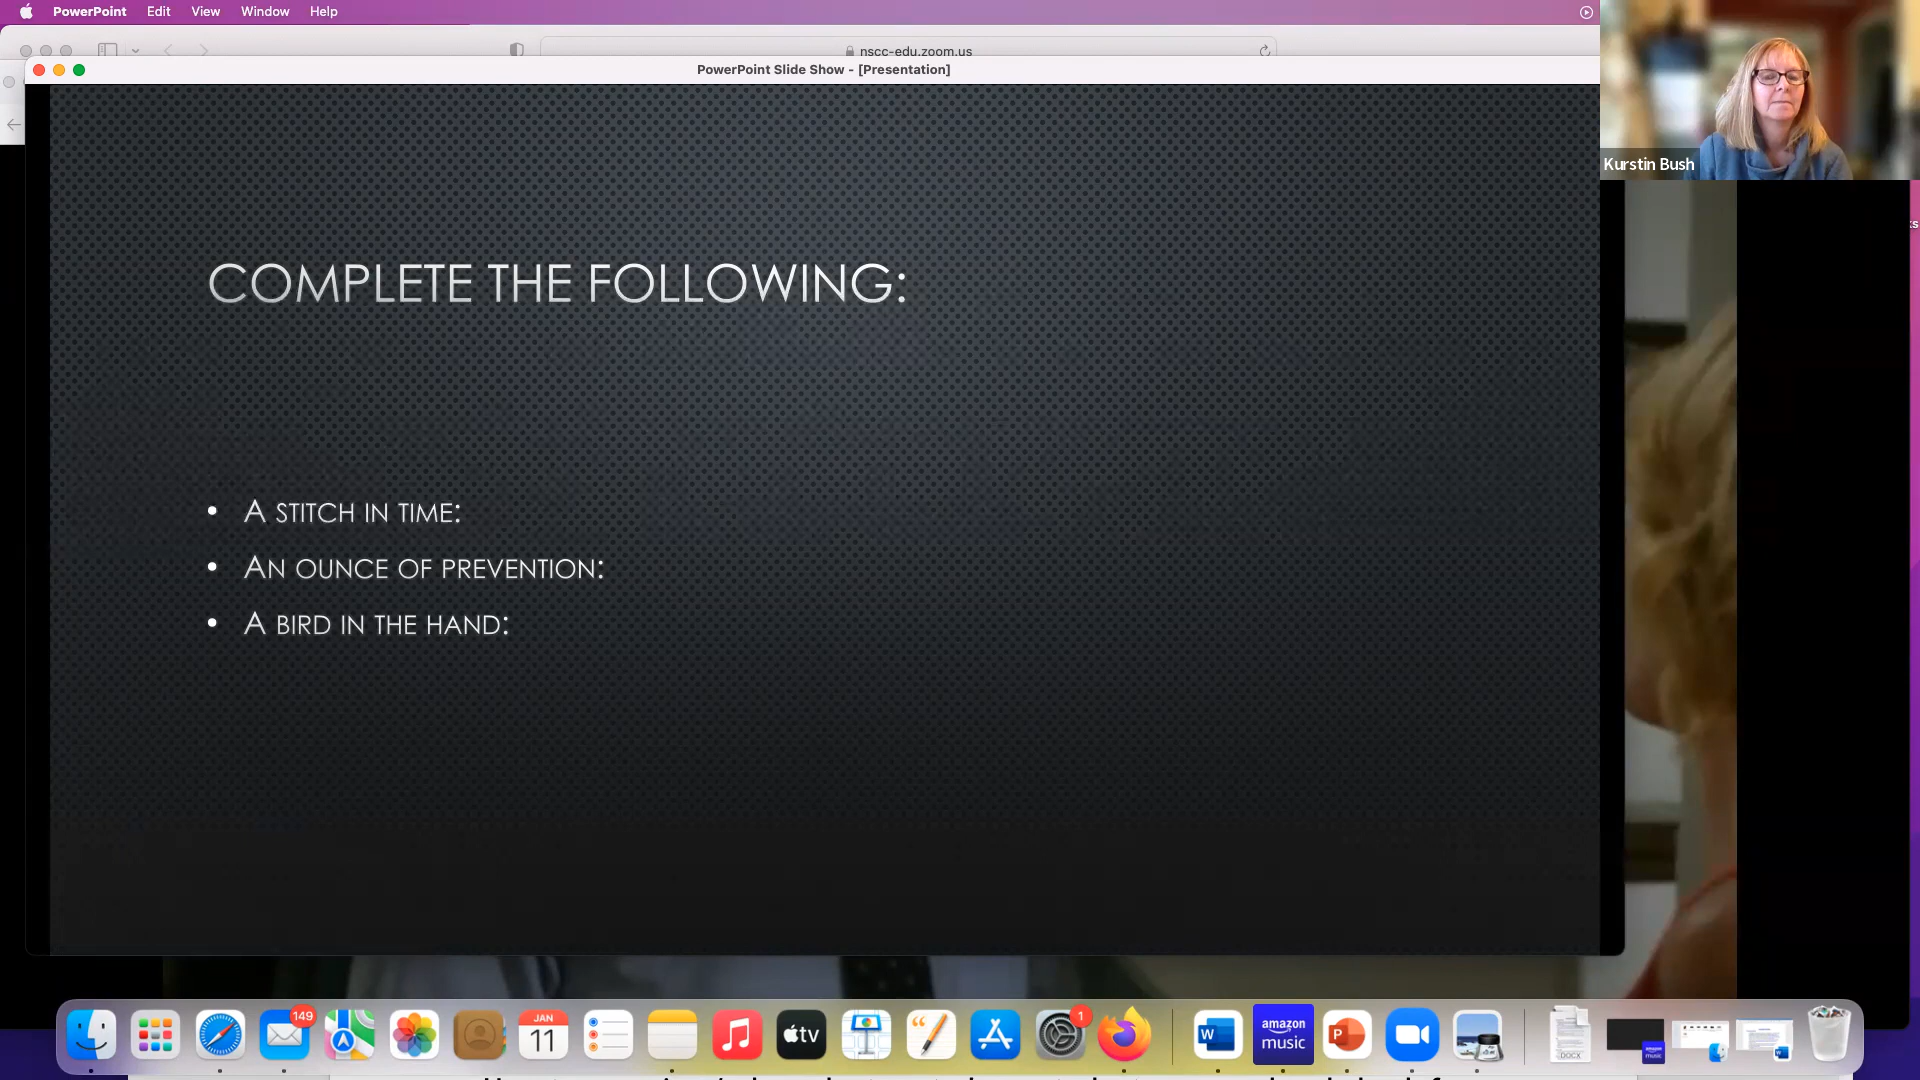 PowerPoint Edit View Window Help
nscc-edu.zoom.us
PowerPoint Slide Show - [Presentation]
Kurstin Bush
COMPLETE THE FOLLOWING:
• A STITCH IN TIME:
• AN OUNCE OF PREVENTION:
• A BIRD IN THE HAND:
149
JAN
11
tv
1
W
amazon
music
P
DOCX